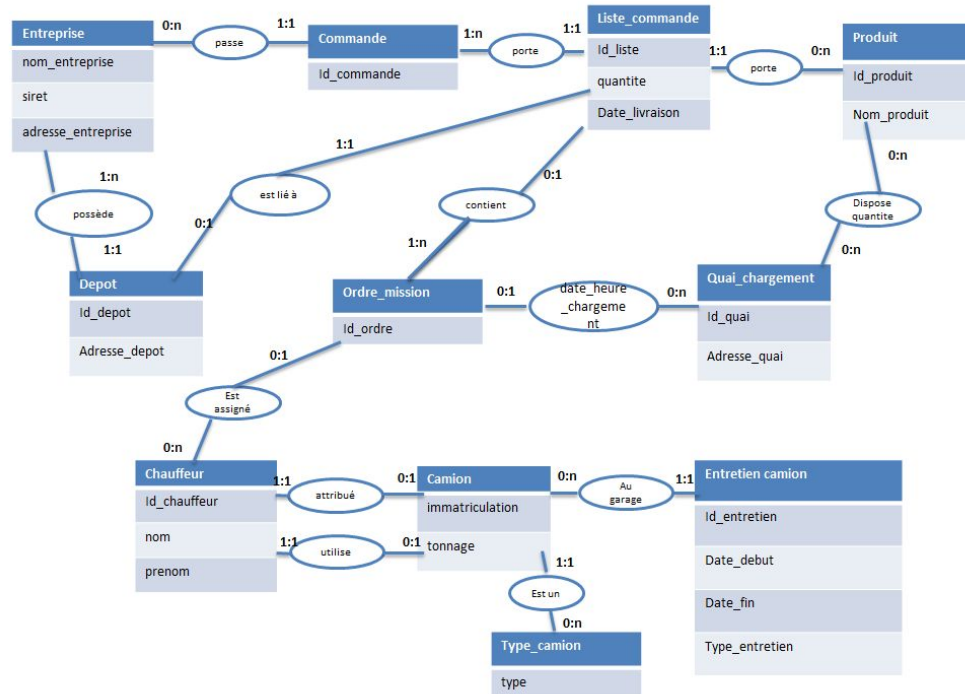 0:n
1:1
Liste_commande
Entreprise
passe
Commande
1:n
porte
1:1
1:1
0:n
Produit
nom_entreprise
Id_commande
Id_liste
porte
Id_produit
siret
quantite
adresse_entreprise
Date_livraison
Nom_produit
1:1
0:n
1:n
est lié à
0:1
contient
possède
0:1
Dispose
quantite
1:1
1:n
0:n
Depot
Ordre_mission
0:1
date_heure
_chargeme
nt
0:n
Quai_chargement
Id_depot
Id_ordre
Id_quai
Adresse_depot
0:1
Adresse_quai
Est
assigné
0:n
Chauffeur
1:1
attribué
0:1
Camion
0:n
Au
garage
1:1
Entretien camion
Id_chauffeur
immatriculation
Id_entretien
nom
1:1
utilise
0:1
tonnage
Date_debut
prenom
1:1
Est un
Date_fin
0:n
Type_camion
Type_entretien
type